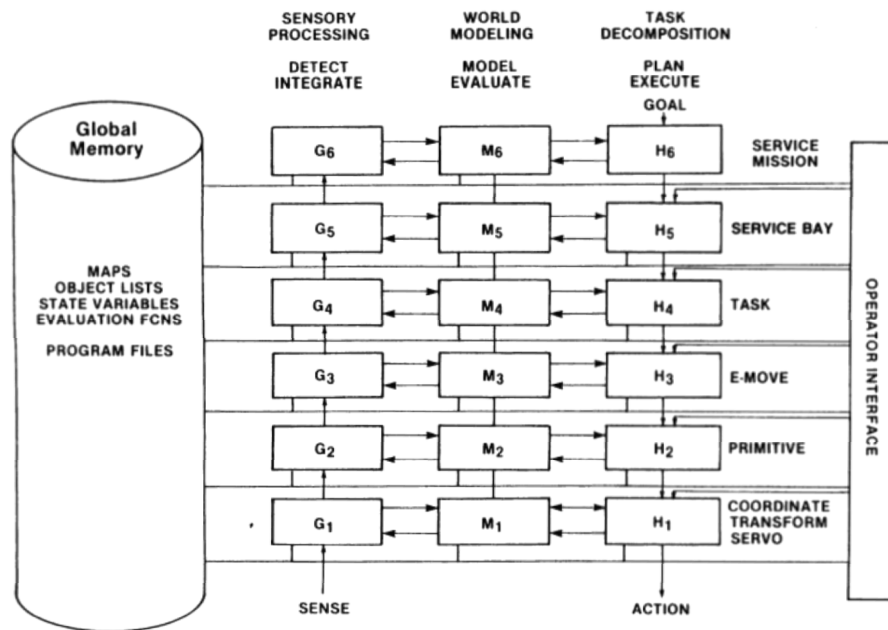 SENSORY
PROCESSING
WORLD
MODELING
TASK
DECOMPOSITION
DETECT
INTEGRATE
MODEL
EVALUATE
PLAN
EXECUTE
GOAL
Global
Memory
MAPS
OBJECT LISTS
STATE VARIABLES
EVALUATION FCNS
PROGRAM FILES
G6
M6
H6
SERVICE
MISSION
G5
M5
H5
SERVICE BAY
G4
M4
H4
TASK
G3
M3
H3
E-MOVE
G2
M2
H2
PRIMITIVE
G1
M1
H1
COORDINATE
TRANSFORM
SERVO
SENSE
ACTION
OPERATOR INTERFACE